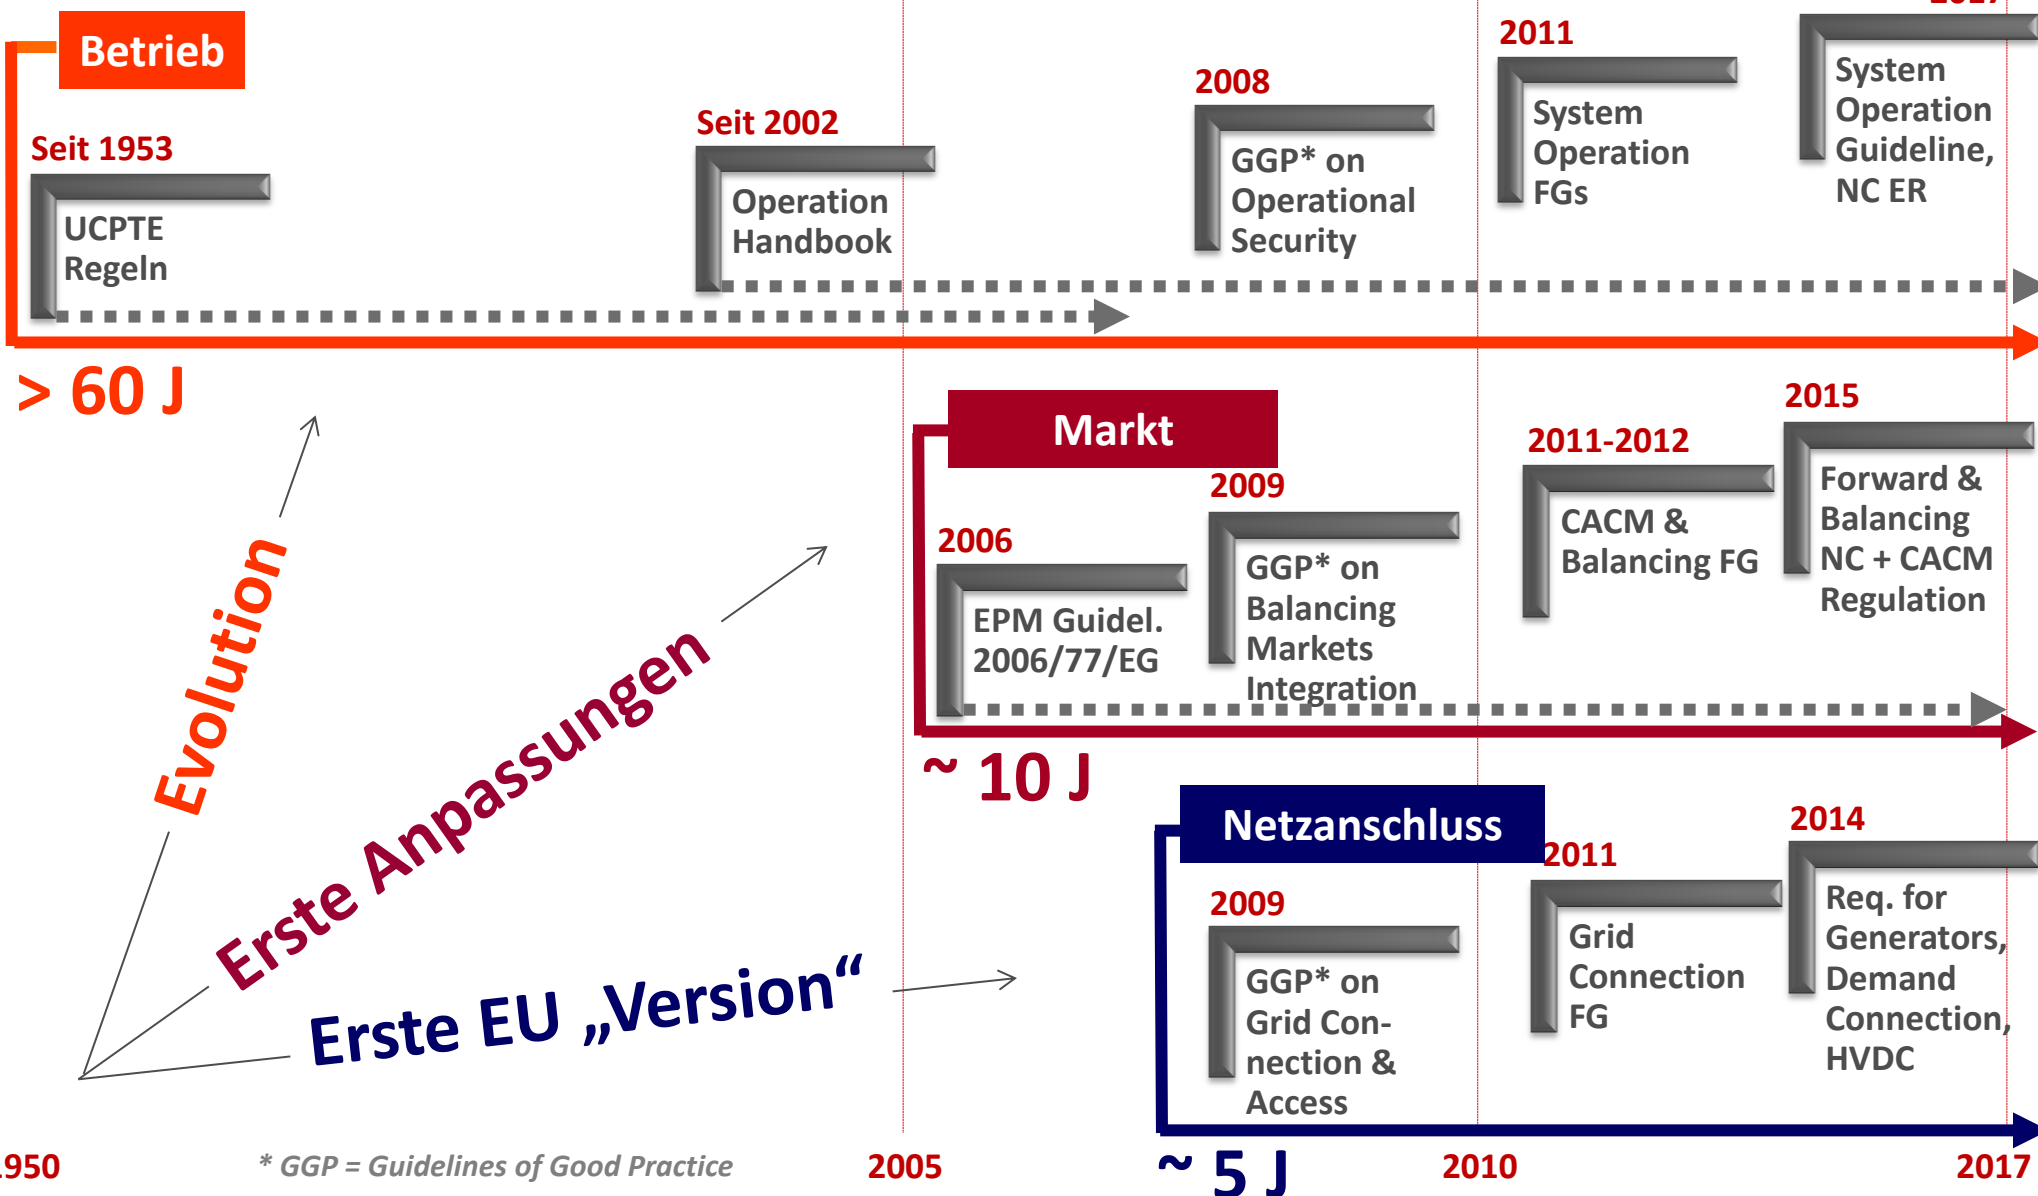 Betrieb
Seit 1953
UCPTE
Regeln
Seit 2002
Operation
Handbook
2008
GGP* on
Operational
Security
2011
System
Operation
FGs
2017
System
Operation
Guideline,
NC ER
> 60 J
Evolution
Erste Anpassungen
Erste EU „Version“
Markt
2006
EPM Guidel.
2006/77/EG
2009
GGP* on
Balancing
Markets
Integration
2011-2012
CACM &
Balancing FG
2015
Forward &
Balancing
NC + CACM
Regulation
~ 10 J
Netzanschluss
2009
GGP* on
Grid Con-
nection &
Access
2011
Grid
Connection
FG
2014
Req. for
Generators,
Demand
Connection,
HVDC
~ 5 J
1950
* GGP = Guidelines of Good Practice
2005
2010
2017